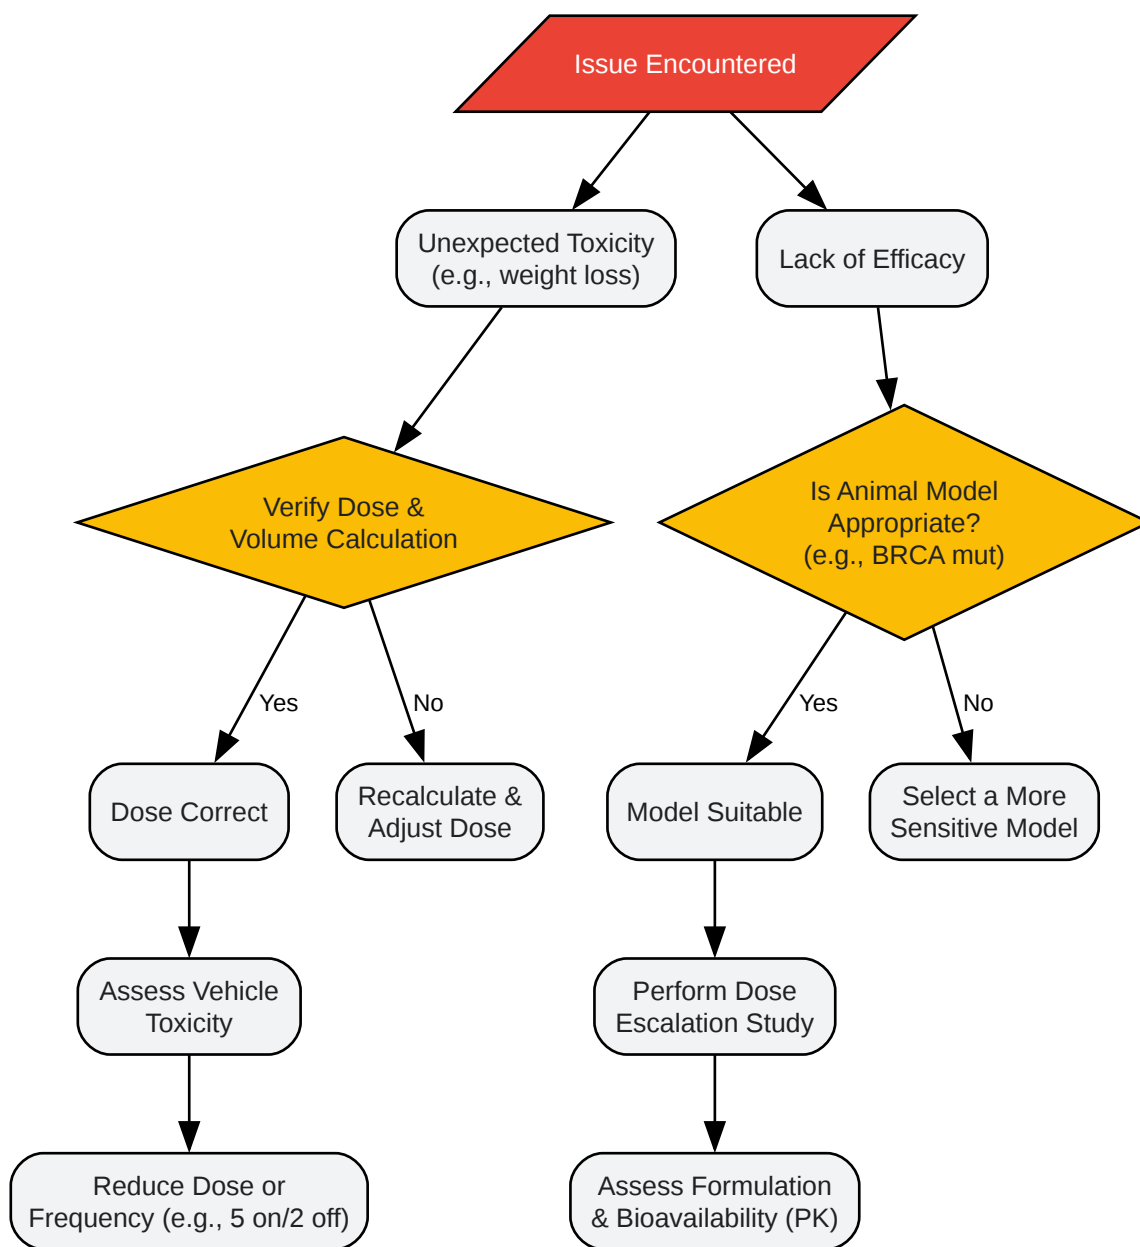 Issue Encountered
Unexpected Toxicity
(e.g., weight loss)
Lack of Efficacy
Verify Dose &
Volume Calculation
Is Animal Model
Appropriate?
(e.g., BRCA mut)
Yes
No
Yes
No
Dose Correct
Recalculate &
Adjust Dose
Model Suitable
Select a More
Sensitive Model
Assess Vehicle
Toxicity
Perform Dose
Escalation Study
Reduce Dose or
Frequency (e.g., 5 on/2 off)
Assess Formulation
& Bioavailability (PK)